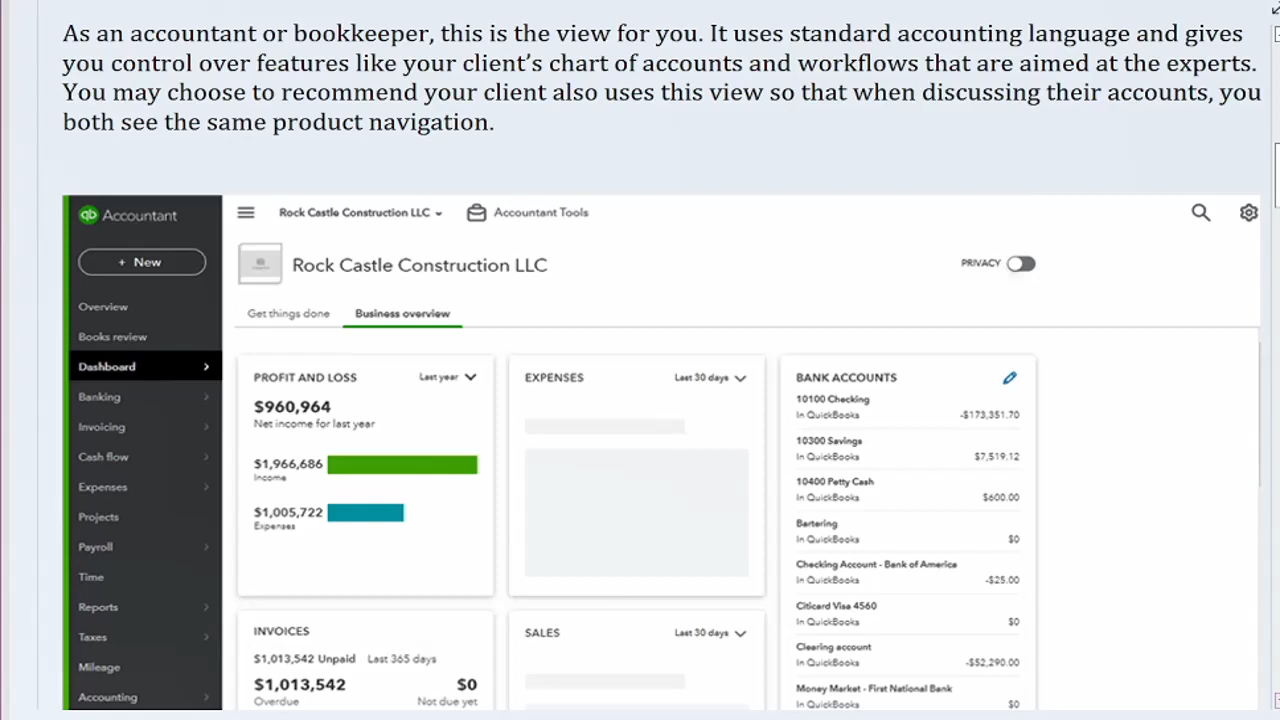 As an accountant or bookkeeper, this is the view for you. It uses standard accounting language and gives
you control over features like your client's chart of accounts and workflows that are aimed at the experts.
You may choose to recommend your client also uses this view so that when discussing their accounts, you
both see the same product navigation.
qb Accountant
+ New
Overview
Books review
Dashboard
Banking
Invoicing
Cash flow
Expenses
Projects
Payroll
Time
Reports
Taxes
Mileage
Accounting
Rock Castle Construction LLC
Accountant Tools
Rock Castle Construction LLC
PRIVACY
Get things done
Business overview
PROFIT AND LOSS
Last year
$960,964
Net income for last year
$1,966,686
Income
$1,005,722
Expenses
EXPENSES
Last 30 days
BANK ACCOUNTS
10100 Checking
In QuickBooks -$173,351.70
10300 Savings
In QuickBooks $7,519.12
10400 Petty Cash
In QuickBooks $600.00
Bartering
In QuickBooks $0
Checking Account - Bank of America
In QuickBooks -$25.00
Citicard Visa 4560
In QuickBooks $0
Clearing account
In QuickBooks -$52,290.00
Money Market - First National Bank
In QuickBooks $0
INVOICES
$1,013,542 Unpaid Last 365 days
$1,013,542 $0
Overdue Not due yet
SALES
Last 30 days